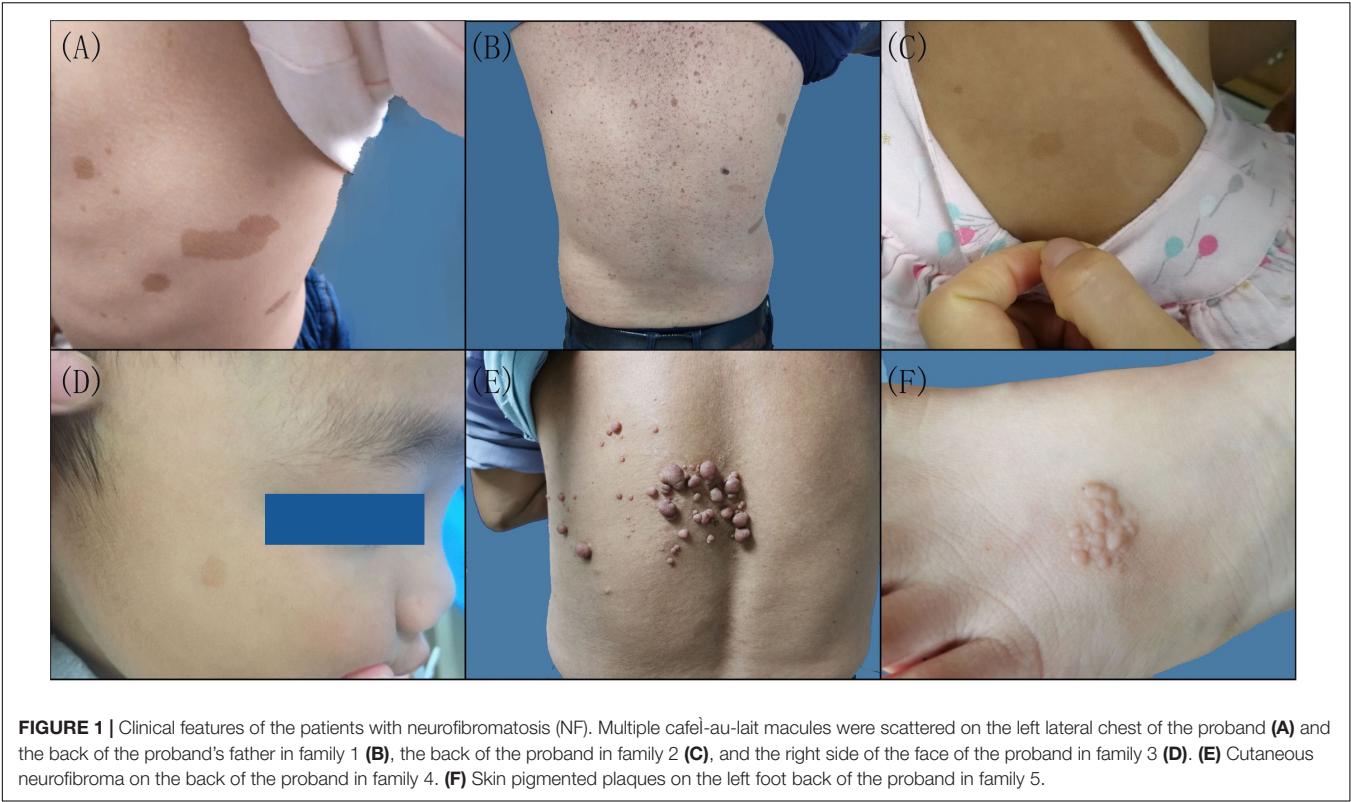 (A)
(B)
(C)
(D)
(E)
(F)
FIGURE 1 | Clinical features of the patients with neurofibromatosis (NF). Multiple cafeÌ-au-lait macules were scattered on the left lateral chest of the proband (A) and
the back of the proband's father in family 1 (B), the back of the proband in family 2 (C), and the right side of the face of the proband in family 3 (D). (E) Cutaneous
neurofibroma on the back of the proband in family 4. (F) Skin pigmented plaques on the left foot back of the proband in family 5.